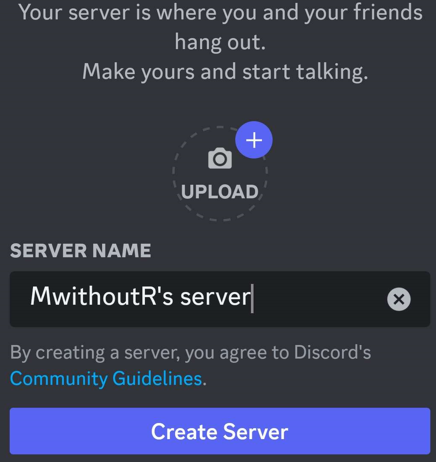 Your server is where you and your friends
hang out.
Make yours and start talking.
UPLOAD
SERVER NAME
MwithoutR's server
By creating a server, you agree to Discord's
Community Guidelines.
Create Server